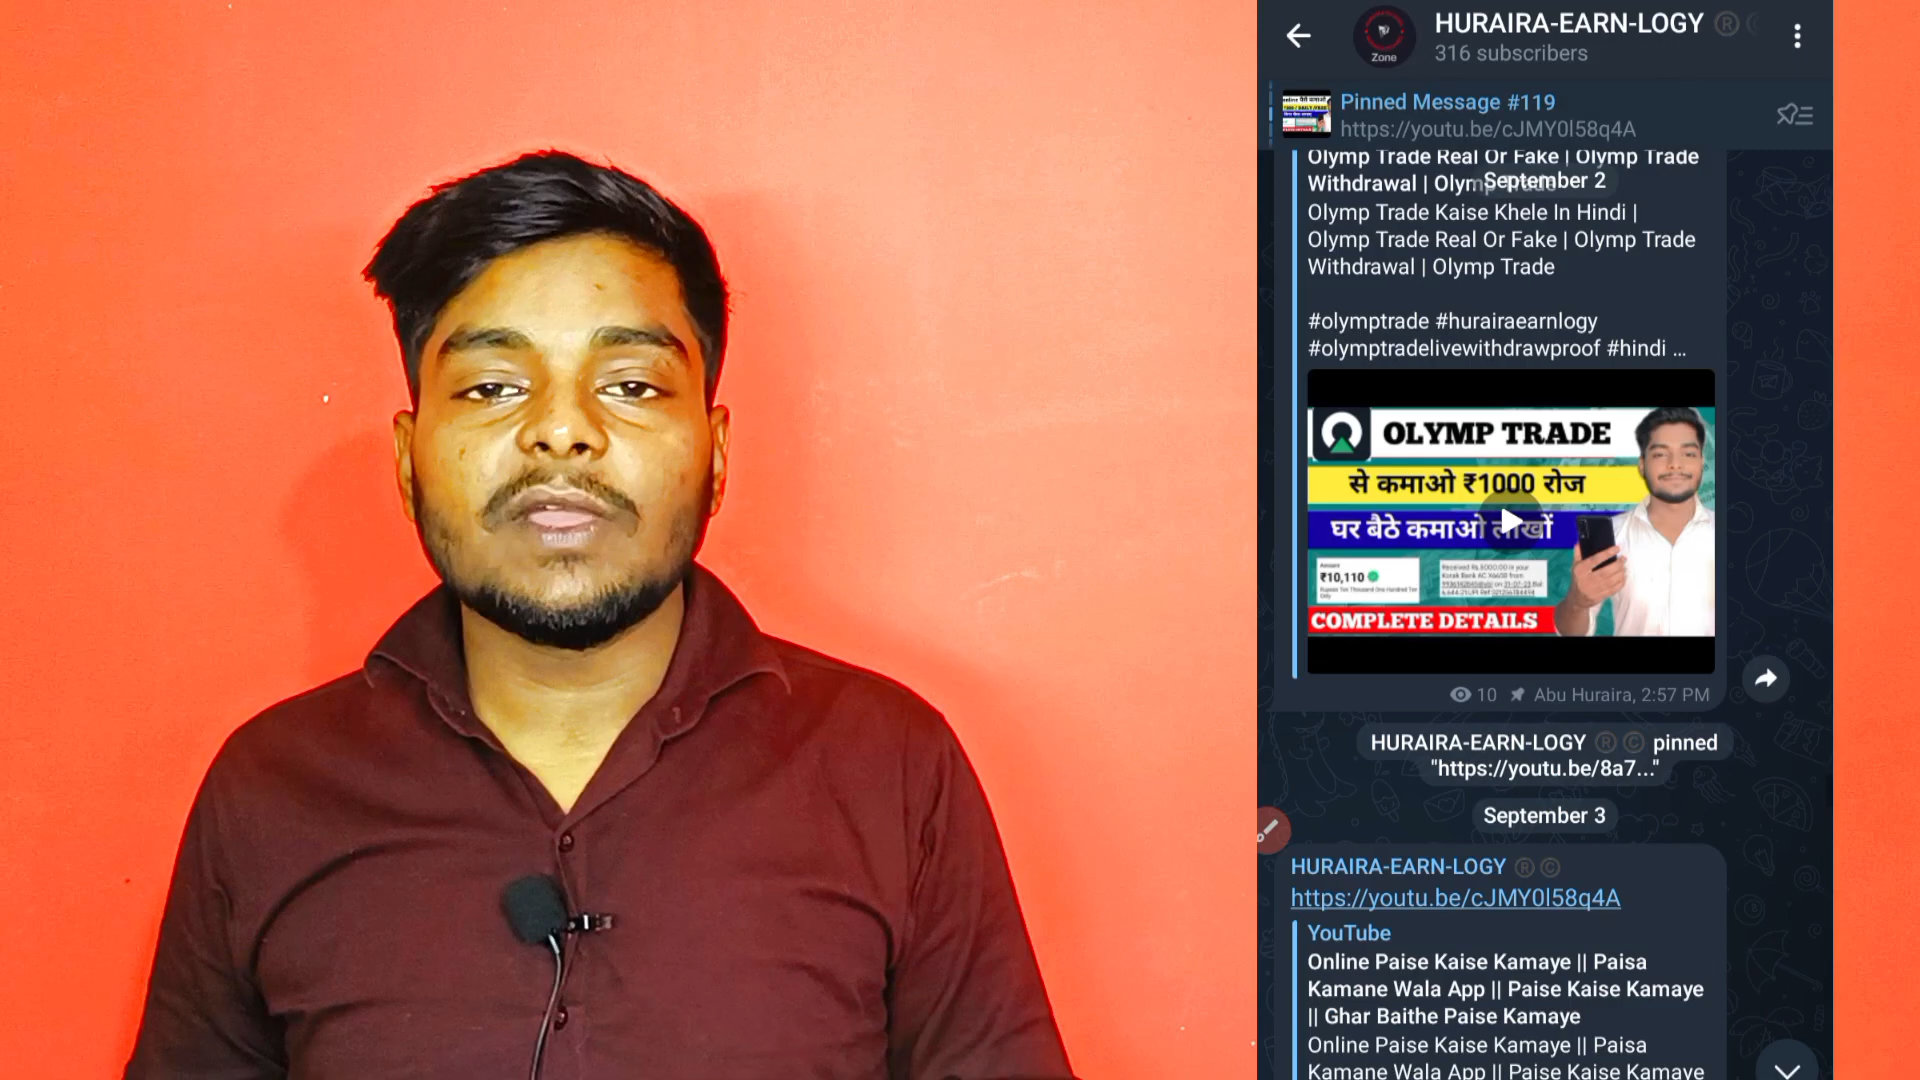 HURAIRA-EARN-LOGY ® ©
316 subscribers
Zone
Pinned Message #119
https://youtu.be/cJMY0l58q4A
Olymp Trade Real Or Fake | Olymp Trade
Withdrawal | Olymp Trade
September 2
Olymp Trade Kaise Khele In Hindi |
Olymp Trade Real Or Fake | Olymp Trade
Withdrawal | Olymp Trade
#olymptrade #hurairaearnlogy
#olymptradelivewithdrawproof #hindi ...
OLYMP TRADE
से कमाओ ₹1000 रोज
घर बैठे कमाओ लाखों
Amount
₹10,110
COMPLETE DETAILS
10 Abu Huraira, 2:57 PM
HURAIRA-EARN-LOGY ® © pinned
"https://youtu.be/8a7..."
September 3
HURAIRA-EARN-LOGY ® ©
https://youtu.be/cJMY0l58q4A
YouTube
Online Paise Kaise Kamaye || Paisa
Kamane Wala App || Paise Kaise Kamaye
|| Ghar Baithe Paise Kamaye
Online Paise Kaise Kamaye || Paisa
Kamane Wala App || Paise Kaise Kamaye